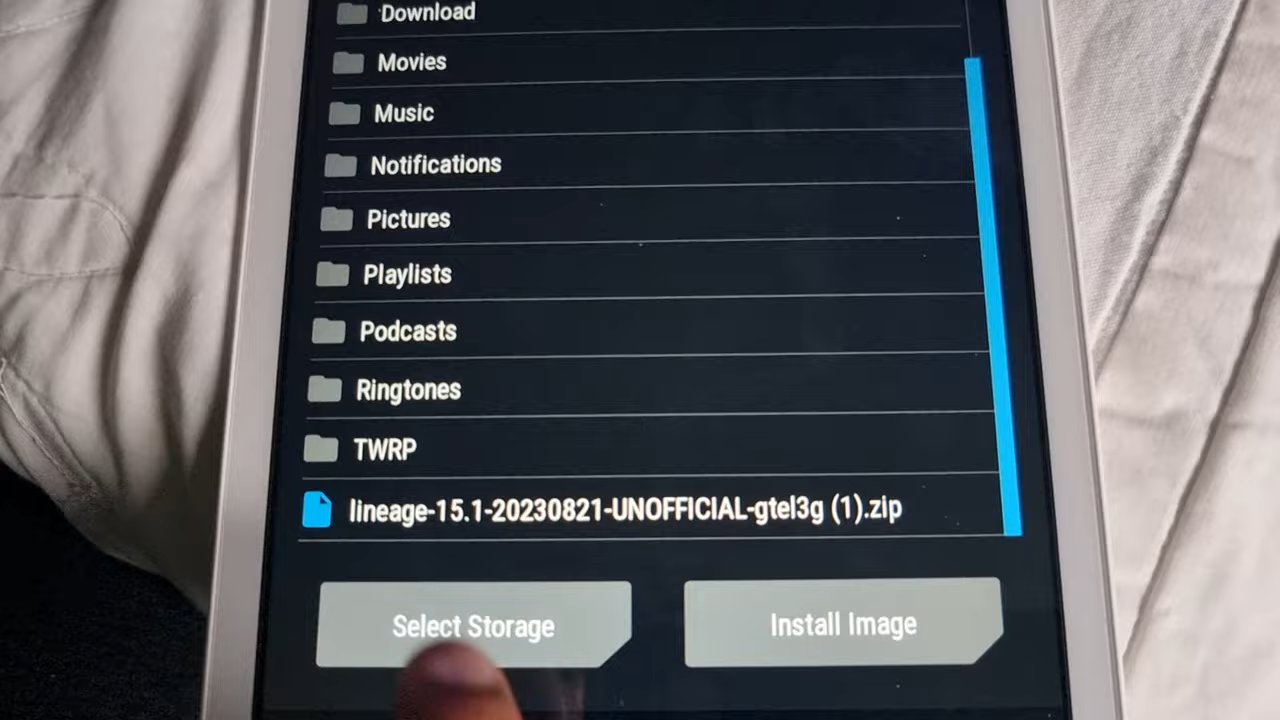 Download
Movies
Music
Notifications
Pictures
Playlists
Podcasts
Ringtones
TWRP
lineage-15.1-20230821-UNOFFICIAL-gtel3g (1).zip
Select Storage
Install Image